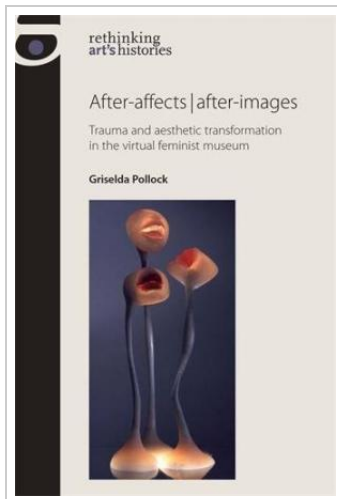 rethinking
art's histories
After-affects | after-images
Trauma and aesthetic transformation
in the virtual feminist museum
Griselda Pollock